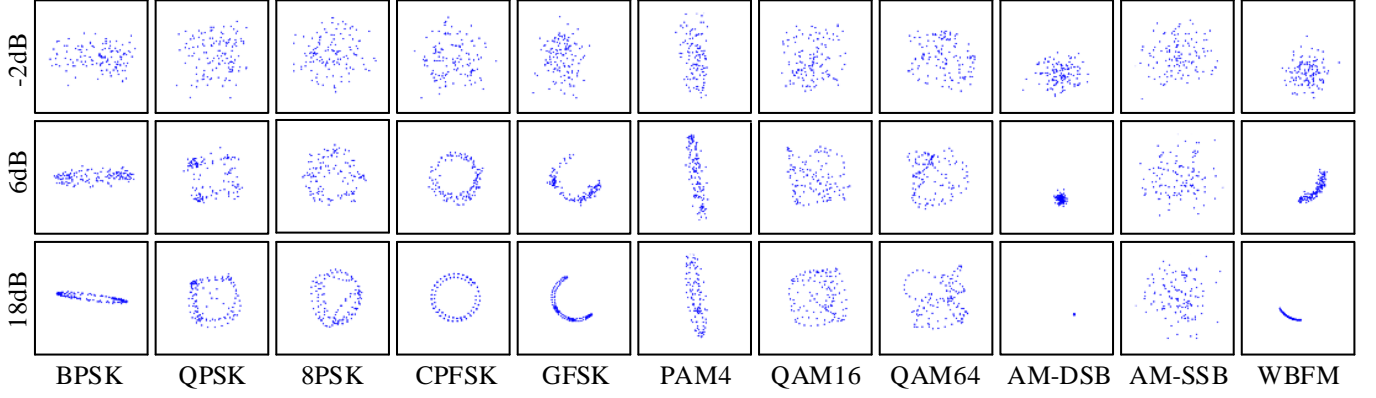 -2dB
6dB
18dB
BPSK QPSK 8PSK CPFSK GFSK PAM4 QAM16 QAM64 AM-DSB AM-SSB WBFM